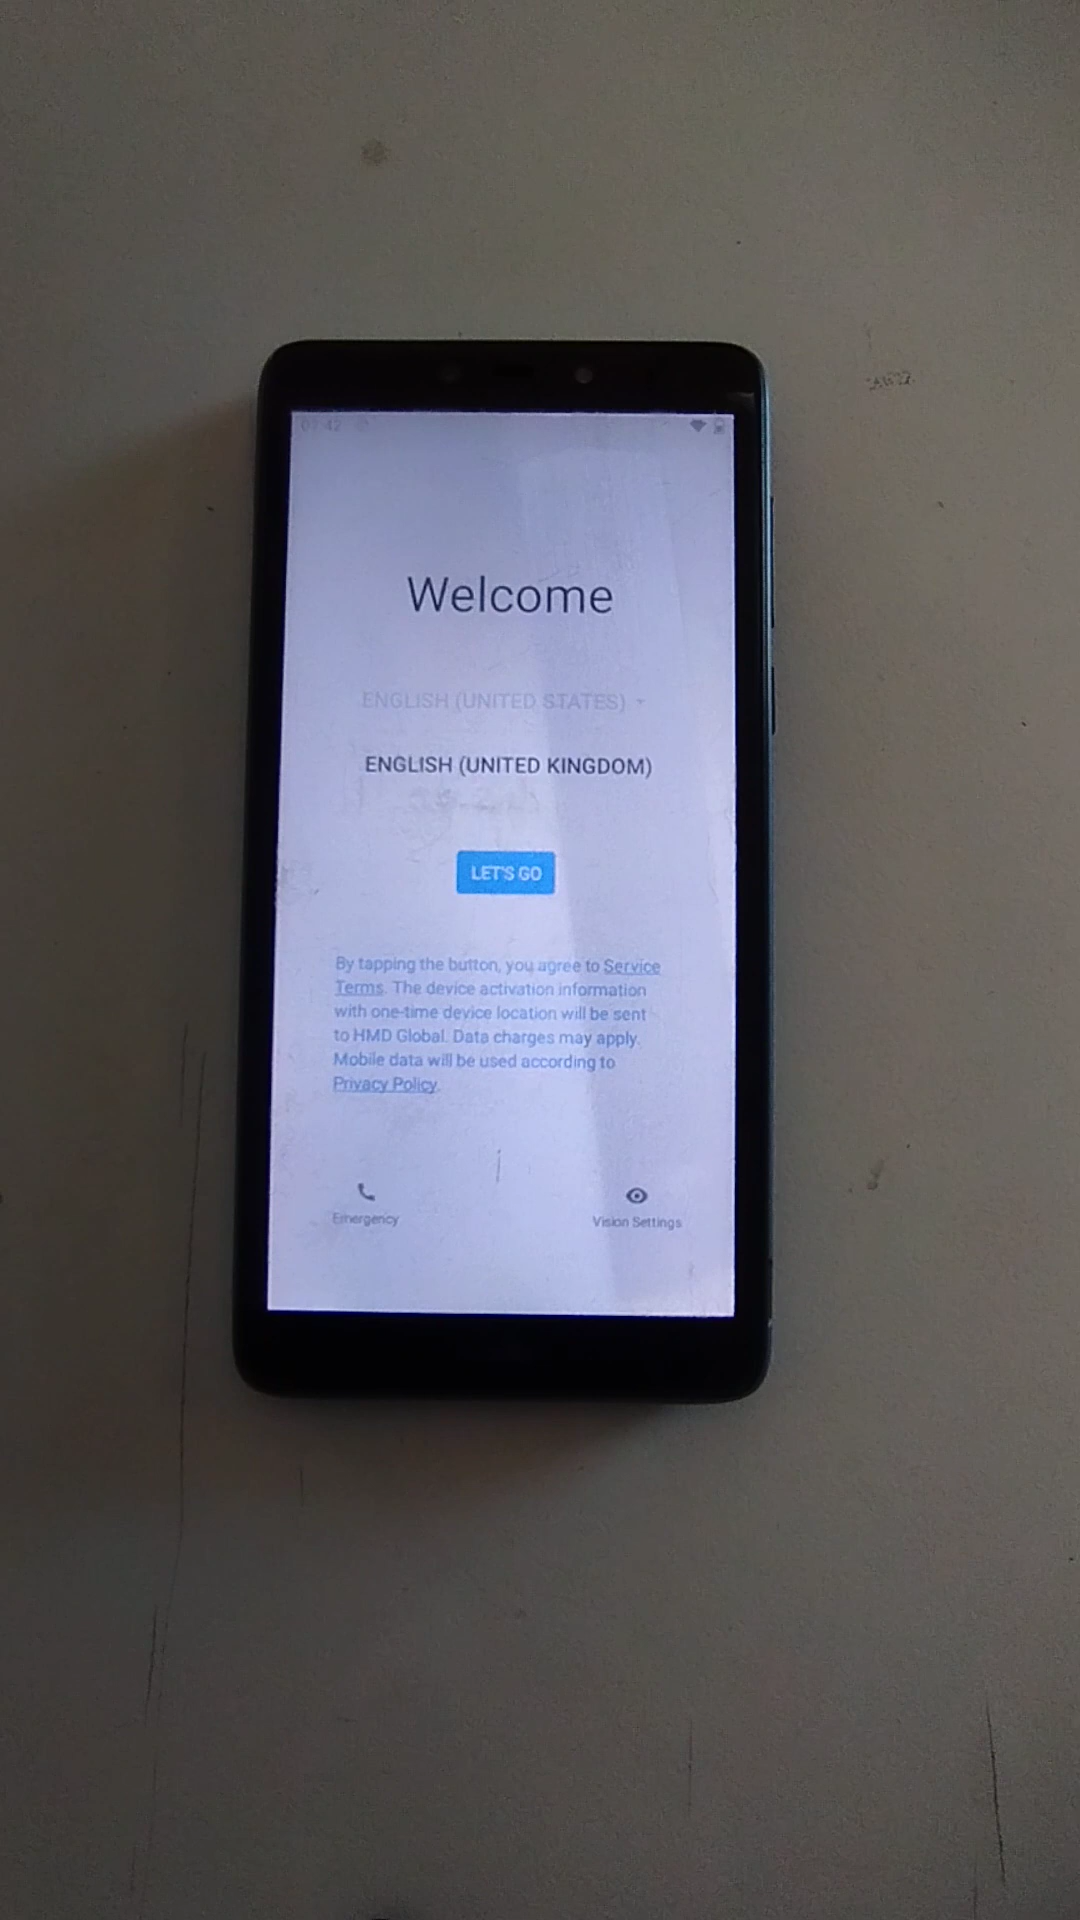 07:42
Welcome
ENGLISH (UNITED STATES)
ENGLISH (UNITED KINGDOM)
LET'S GO
By tapping the button, you agree to Service
Terms. The device activation information
with one-time device location will be sent
to HMD Global. Data charges may apply.
Mobile data will be used according to
Privacy Policy.
Emergency
Vision Settings